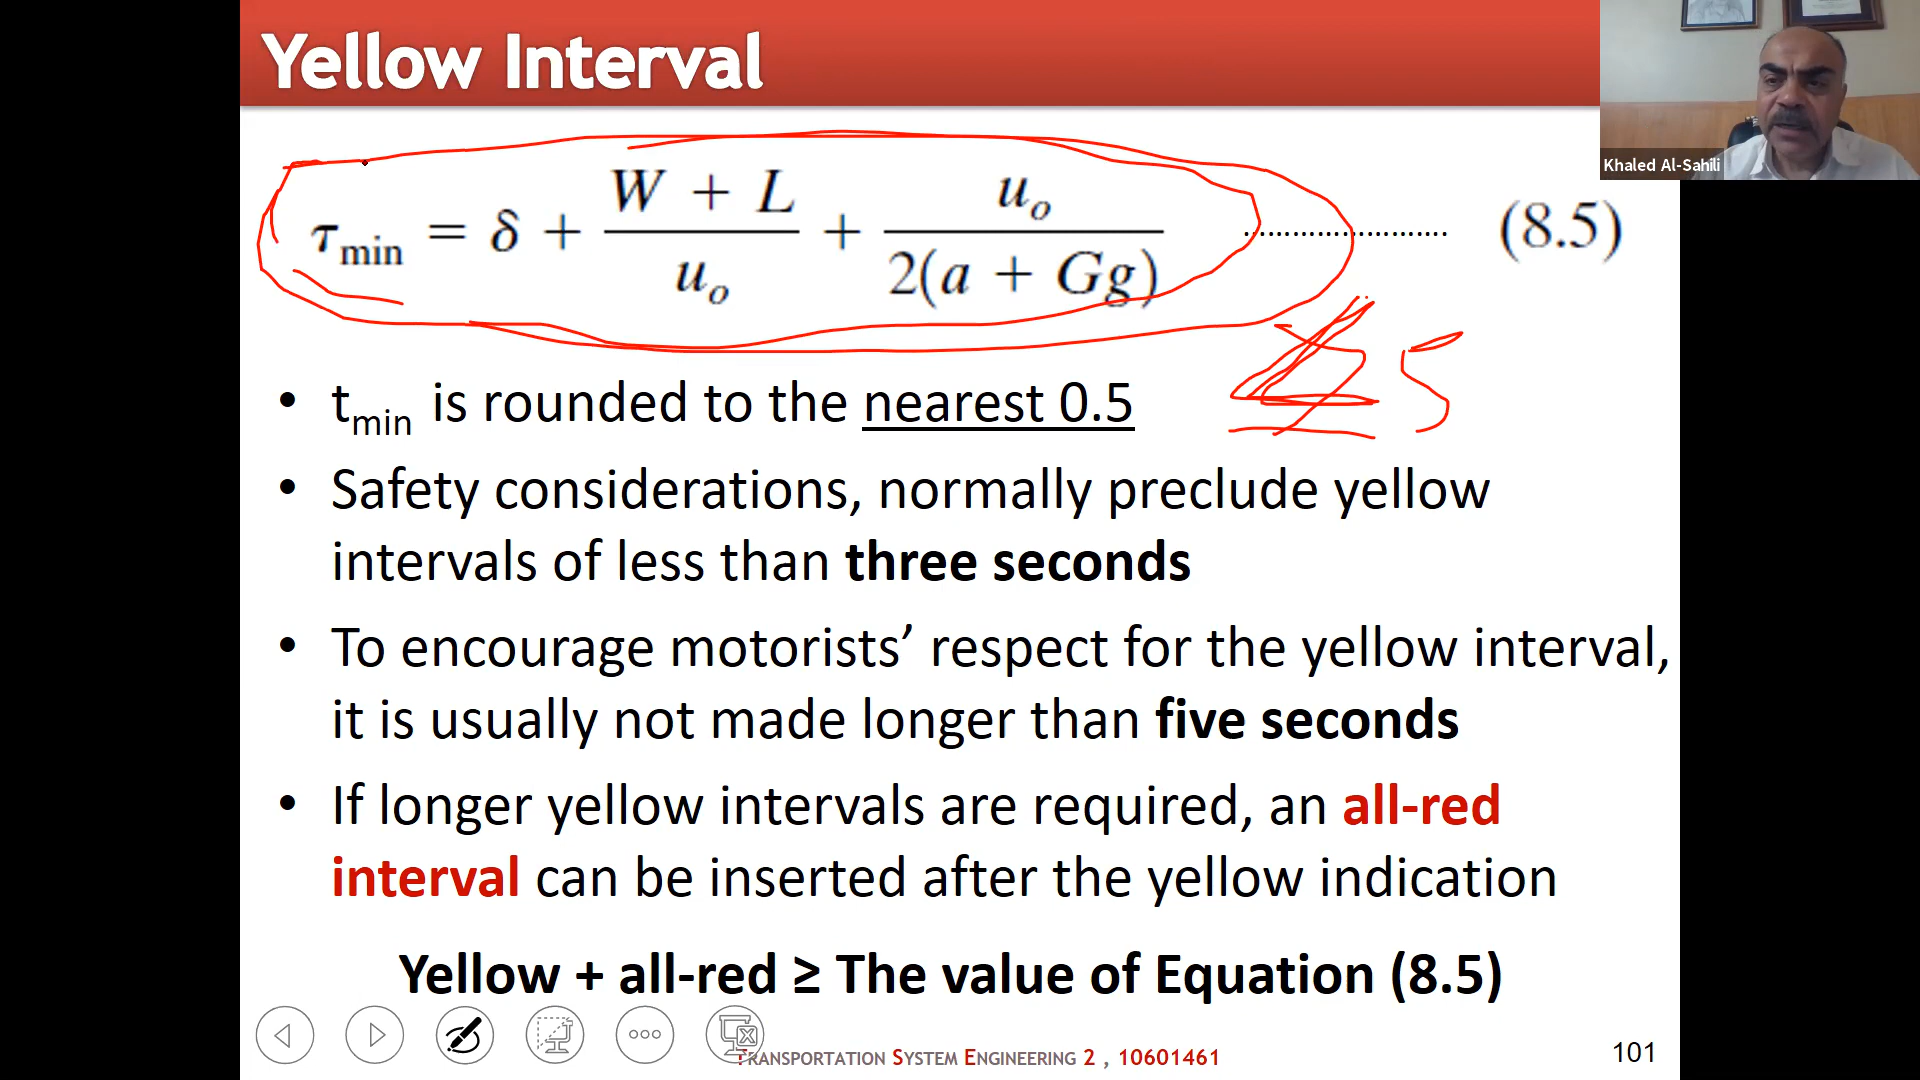 Yellow Interval
Khaled Al-Sahili
τmin = δ + (W + L)/uo + uo/2(a + Gg) ........................ (8.5)
≤ 5
• tmin is rounded to the nearest 0.5
• Safety considerations, normally preclude yellow
intervals of less than three seconds
• To encourage motorists’ respect for the yellow interval,
it is usually not made longer than five seconds
• If longer yellow intervals are required, an all-red
interval can be inserted after the yellow indication
Yellow + all-red ≥ The value of Equation (8.5)
TRANSPORTATION SYSTEM ENGINEERING 2 , 10601461
101